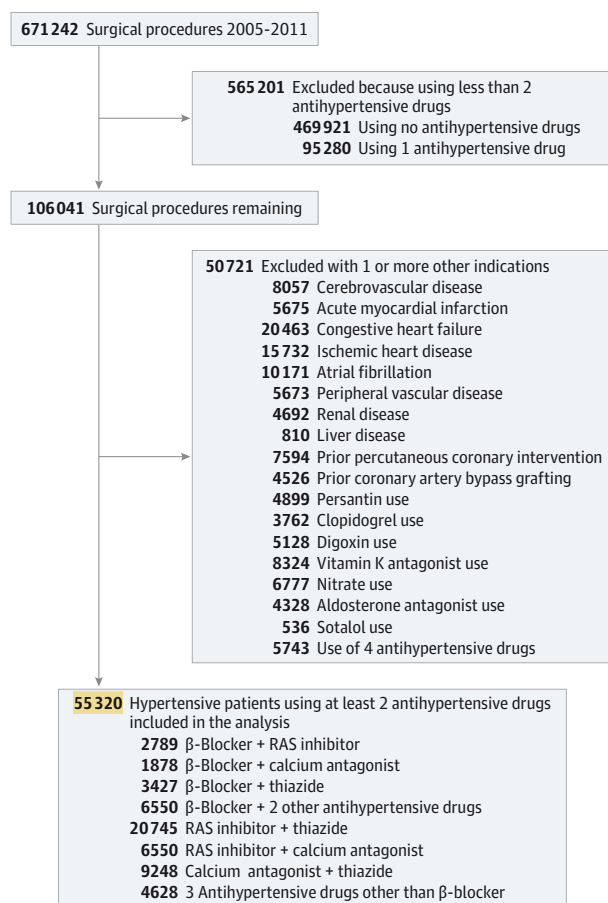 671242 Surgical procedures 2005-2011
565201 Excluded because using less than 2
antihypertensive drugs
469921 Using no antihypertensive drugs
95280 Using 1 antihypertensive drug
106041 Surgical procedures remaining
50721 Excluded with 1 or more other indications
8057 Cerebrovascular disease
5675 Acute myocardial infarction
20463 Congestive heart failure
15732 Ischemic heart disease
10171 Atrial fibrillation
5673 Peripheral vascular disease
4692 Renal disease
810 Liver disease
7594 Prior percutaneous coronary intervention
4526 Prior coronary artery bypass grafting
4899 Persantin use
3762 Clopidogrel use
5128 Digoxin use
8324 Vitamin K antagonist use
6777 Nitrate use
4328 Aldosterone antagonist use
536 Sotalol use
5743 Use of 4 antihypertensive drugs
55320 Hypertensive patients using at least 2 antihypertensive drugs
included in the analysis
2789 β-Blocker + RAS inhibitor
1878 β-Blocker + calcium antagonist
3427 β-Blocker + thiazide
6550 β-Blocker + 2 other antihypertensive drugs
20745 RAS inhibitor + thiazide
6550 RAS inhibitor + calcium antagonist
9248 Calcium antagonist + thiazide
4628 3 Antihypertensive drugs other than β-blocker